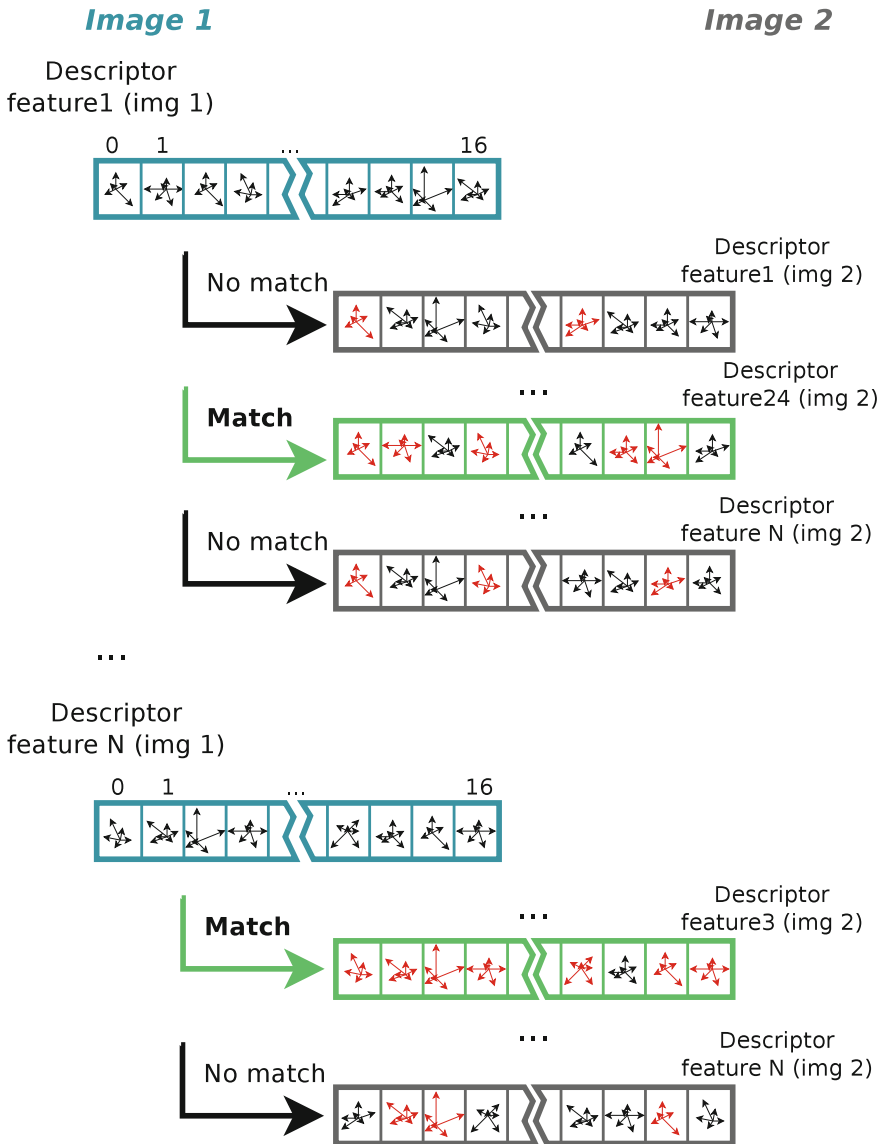 Image 1
Image 2
Descriptor
feature1 (img 1)
0 1 ... 16
No match
Descriptor
feature1 (img 2)
...
Match
Descriptor
feature24 (img 2)
...
No match
Descriptor
feature N (img 2)
...
Descriptor
feature N (img 1)
0 1 ... 16
...
Match
Descriptor
feature3 (img 2)
...
No match
Descriptor
feature N (img 2)